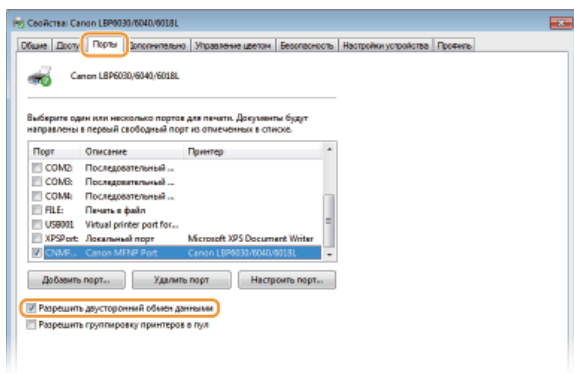 Свойства: Canon LBP6030/6040/6018L
Общие Доступ Порты Дополнительно Управление цветом Безопасность Настройки устройства Профиль
Canon LBP6030/6040/6018L
Выберите один или несколько портов для печати. Документы будут
направлены в первый свободный порт из отмеченных в списке.
Порт Описание Принтер
COM2: Последовательный ...
COM3: Последовательный ...
COM4: Последовательный ...
FILE: Печать в файл
USB001 Virtual printer port for...
XPSPort: Локальный порт Microsoft XPS Document Writer
CNMF... Canon MFNP Port Canon LBP6030/6040/6018L
Добавить порт... Удалить порт Настроить порт...
Разрешить двусторонний обмен данными
Разрешить группировку принтеров в пул